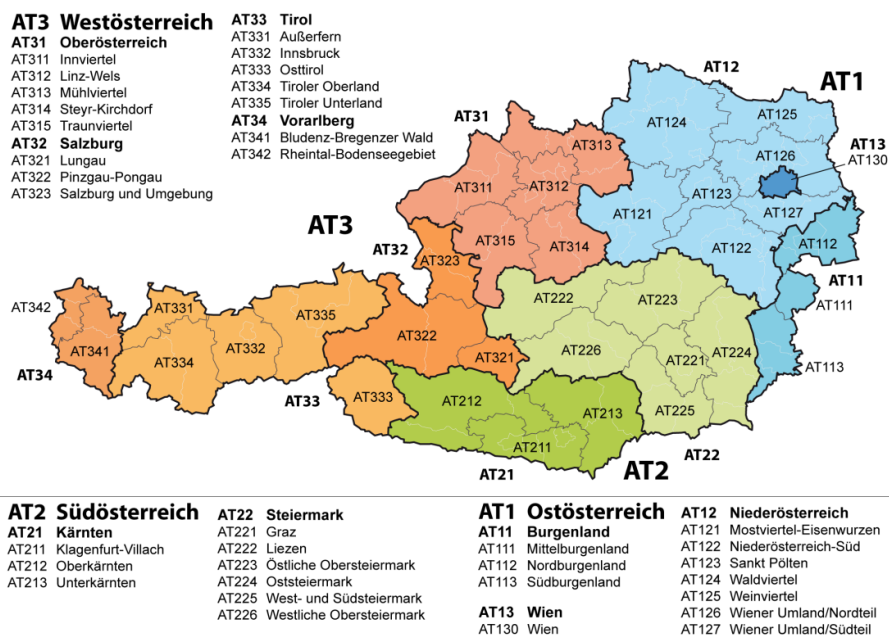 AT3 Westösterreich
AT31 Oberösterreich
AT311 Innviertel
AT312 Linz-Wels
AT313 Mühlviertel
AT314 Steyr-Kirchdorf
AT315 Traunviertel
AT32 Salzburg
AT321 Lungau
AT322 Pinzgau-Pongau
AT323 Salzburg und Umgebung
AT33 Tirol
AT331 Außerfern
AT332 Innsbruck
AT333 Osttirol
AT334 Tiroler Oberland
AT335 Tiroler Unterland
AT34 Vorarlberg
AT341 Bludenz-Bregenzer Wald
AT342 Rheintal-Bodenseegebiet
AT12
AT1
AT31
AT124
AT125
AT13
AT130
AT313
AT126
AT311
AT312
AT123
AT121
AT127
AT3
AT32
AT315
AT314
AT122
AT112
AT323
AT11
AT342
AT331
AT335
AT222
AT223
AT111
AT322
AT341
AT334
AT332
AT321
AT226
AT221
AT224
AT113
AT34
AT33
AT333
AT212
AT213
AT225
AT211
AT22
AT21
AT2
AT2 Südösterreich
AT21 Kärnten
AT211 Klagenfurt-Villach
AT212 Oberkärnten
AT213 Unterkärnten
AT22 Steiermark
AT221 Graz
AT222 Liezen
AT223 Östliche Obersteiermark
AT224 Oststeiermark
AT225 West- und Südsteiermark
AT226 Westliche Obersteiermark
AT1 Ostösterreich
AT11 Burgenland
AT111 Mittelburgenland
AT112 Nordburgenland
AT113 Südburgenland
AT13 Wien
AT130 Wien
AT12 Niederösterreich
AT121 Mostviertel-Eisenwurzen
AT122 Niederösterreich-Süd
AT123 Sankt Pölten
AT124 Waldviertel
AT125 Weinviertel
AT126 Wiener Umland/Nordteil
AT127 Wiener Umland/Südteil